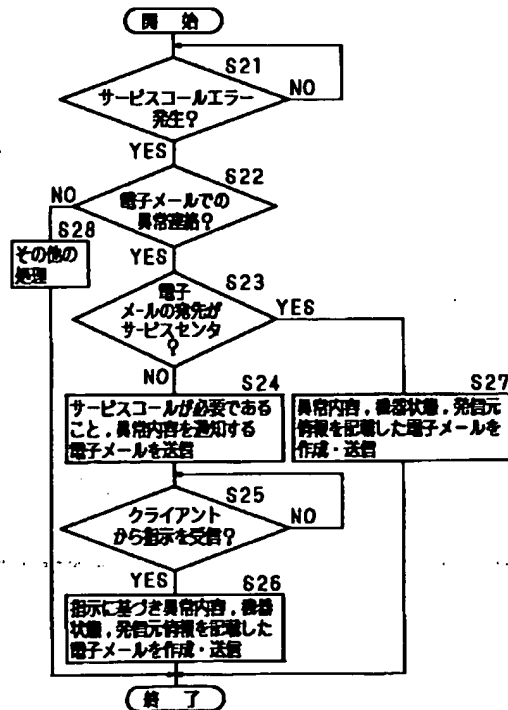 開 始
S21
サービスコールエラー
発生?
NO
YES
S22
電子メールでの
異常連絡?
NO
S28
その他の
処理
YES
S23
電子
メールの宛先が
サービスセンタ
?
YES
NO
S24
サービスコールが必要である
こと,異常内容を通知する
電子メールを送信
S27
異常内容,機器状態,発信元
情報を記載した電子メールを
作成・送信
S25
クライアント
から指示を受信?
NO
YES
S26
指示に基づき異常内容,機器
状態,発信元情報を記載した
電子メールを作成・送信
終 了